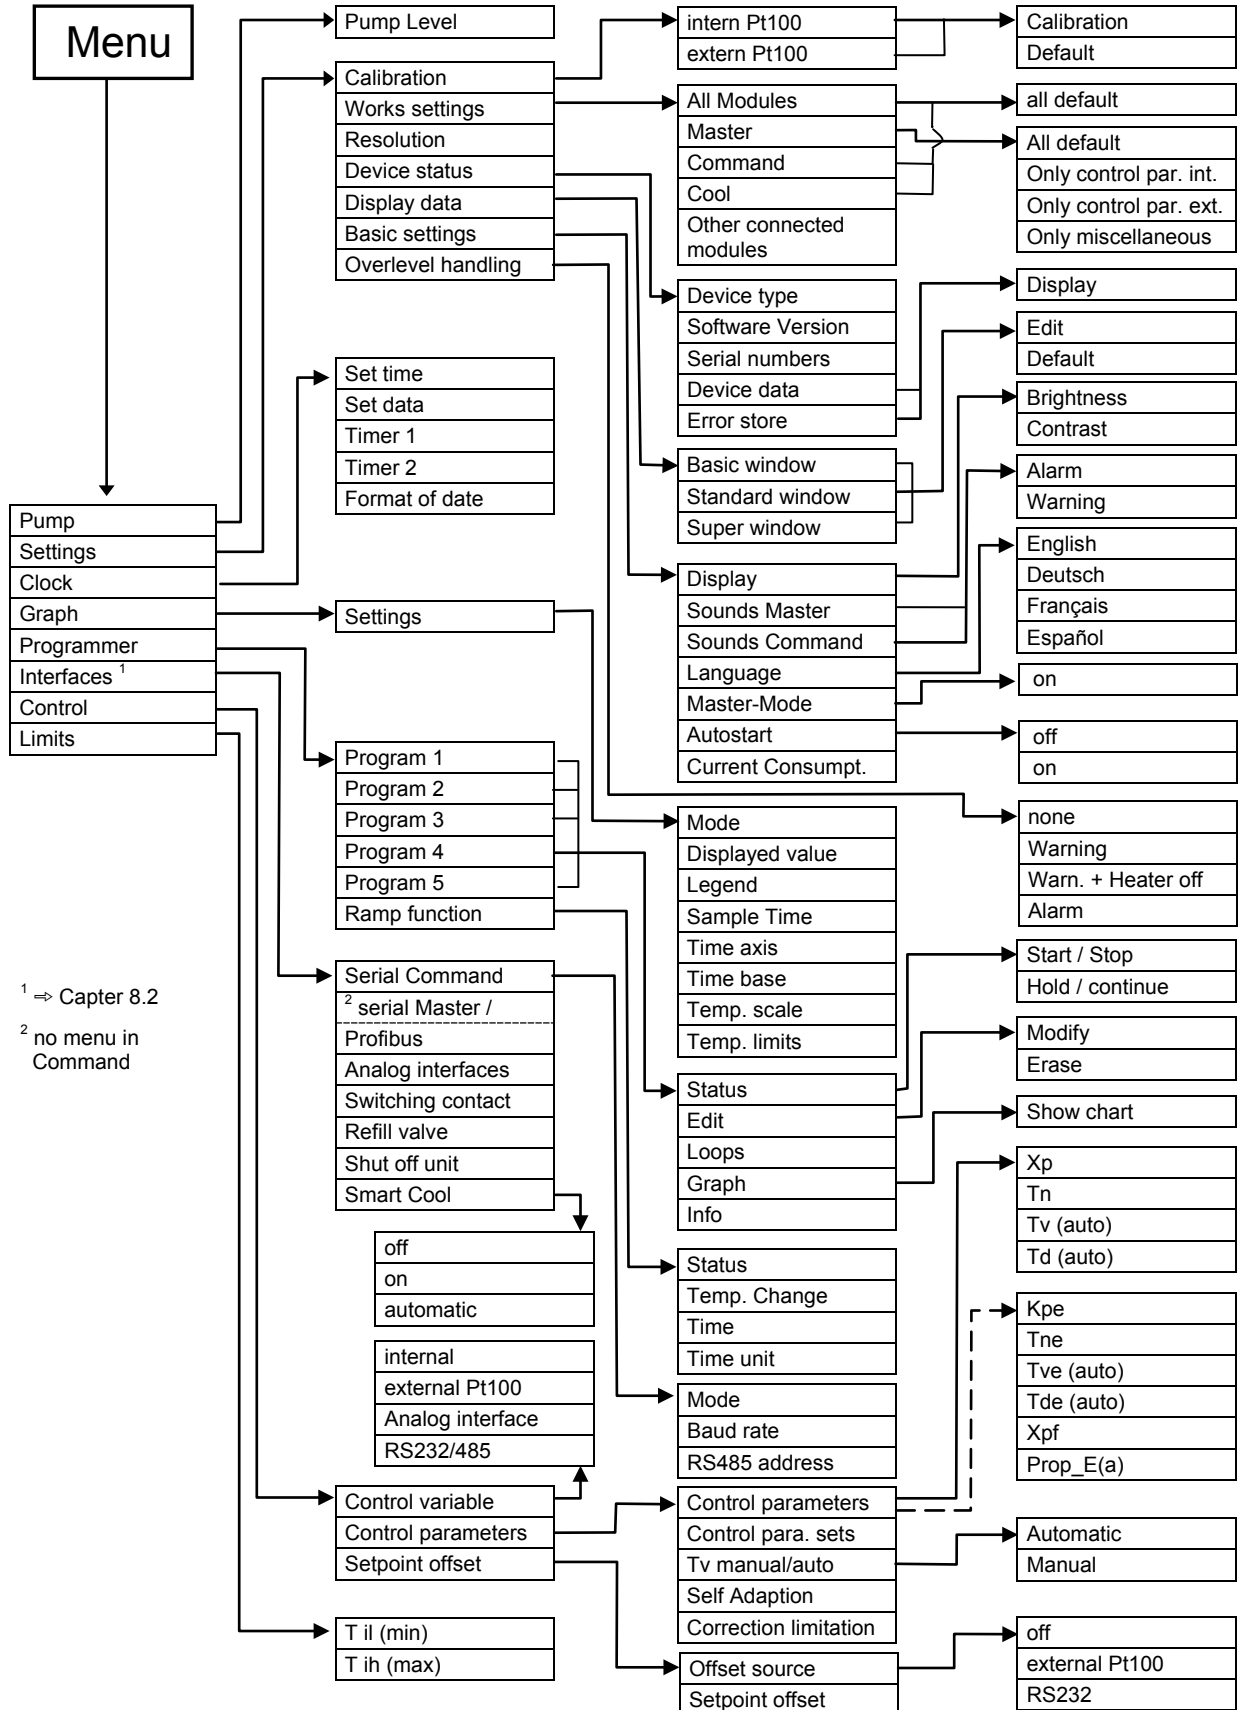 Menu
Pump
Settings
Clock
Graph
Programmer
Interfaces 1
Control
Limits
1 ⇨ Capter 8.2
2 no menu in
Command
Pump Level
Calibration
Works settings
Resolution
Device status
Display data
Basic settings
Overlevel handling
Set time
Set data
Timer 1
Timer 2
Format of date
Settings
Program 1
Program 2
Program 3
Program 4
Program 5
Ramp function
Serial Command
2 serial Master /
Profibus
Analog interfaces
Switching contact
Refill valve
Shut off unit
Smart Cool
off
on
automatic
internal
external Pt100
Analog interface
RS232/485
Control variable
Control parameters
Setpoint offset
T il (min)
T ih (max)
intern Pt100
extern Pt100
All Modules
Master
Command
Cool
Other connected
modules
Device type
Software Version
Serial numbers
Device data
Error store
Basic window
Standard window
Super window
Display
Sounds Master
Sounds Command
Language
Master-Mode
Autostart
Current Consumpt.
Mode
Displayed value
Legend
Sample Time
Time axis
Time base
Temp. scale
Temp. limits
Status
Edit
Loops
Graph
Info
Status
Temp. Change
Time
Time unit
Mode
Baud rate
RS485 address
Control parameters
Control para. sets
Tv manual/auto
Self Adaption
Correction limitation
Offset source
Setpoint offset
Calibration
Default
all default
All default
Only control par. int.
Only control par. ext.
Only miscellaneous
Display
Edit
Default
Brightness
Contrast
Alarm
Warning
English
Deutsch
Français
Español
on
off
on
none
Warning
Warn. + Heater off
Alarm
Start / Stop
Hold / continue
Modify
Erase
Show chart
Xp
Tn
Tv (auto)
Td (auto)
Kpe
Tne
Tve (auto)
Tde (auto)
Xpf
Prop_E(a)
Automatic
Manual
off
external Pt100
RS232